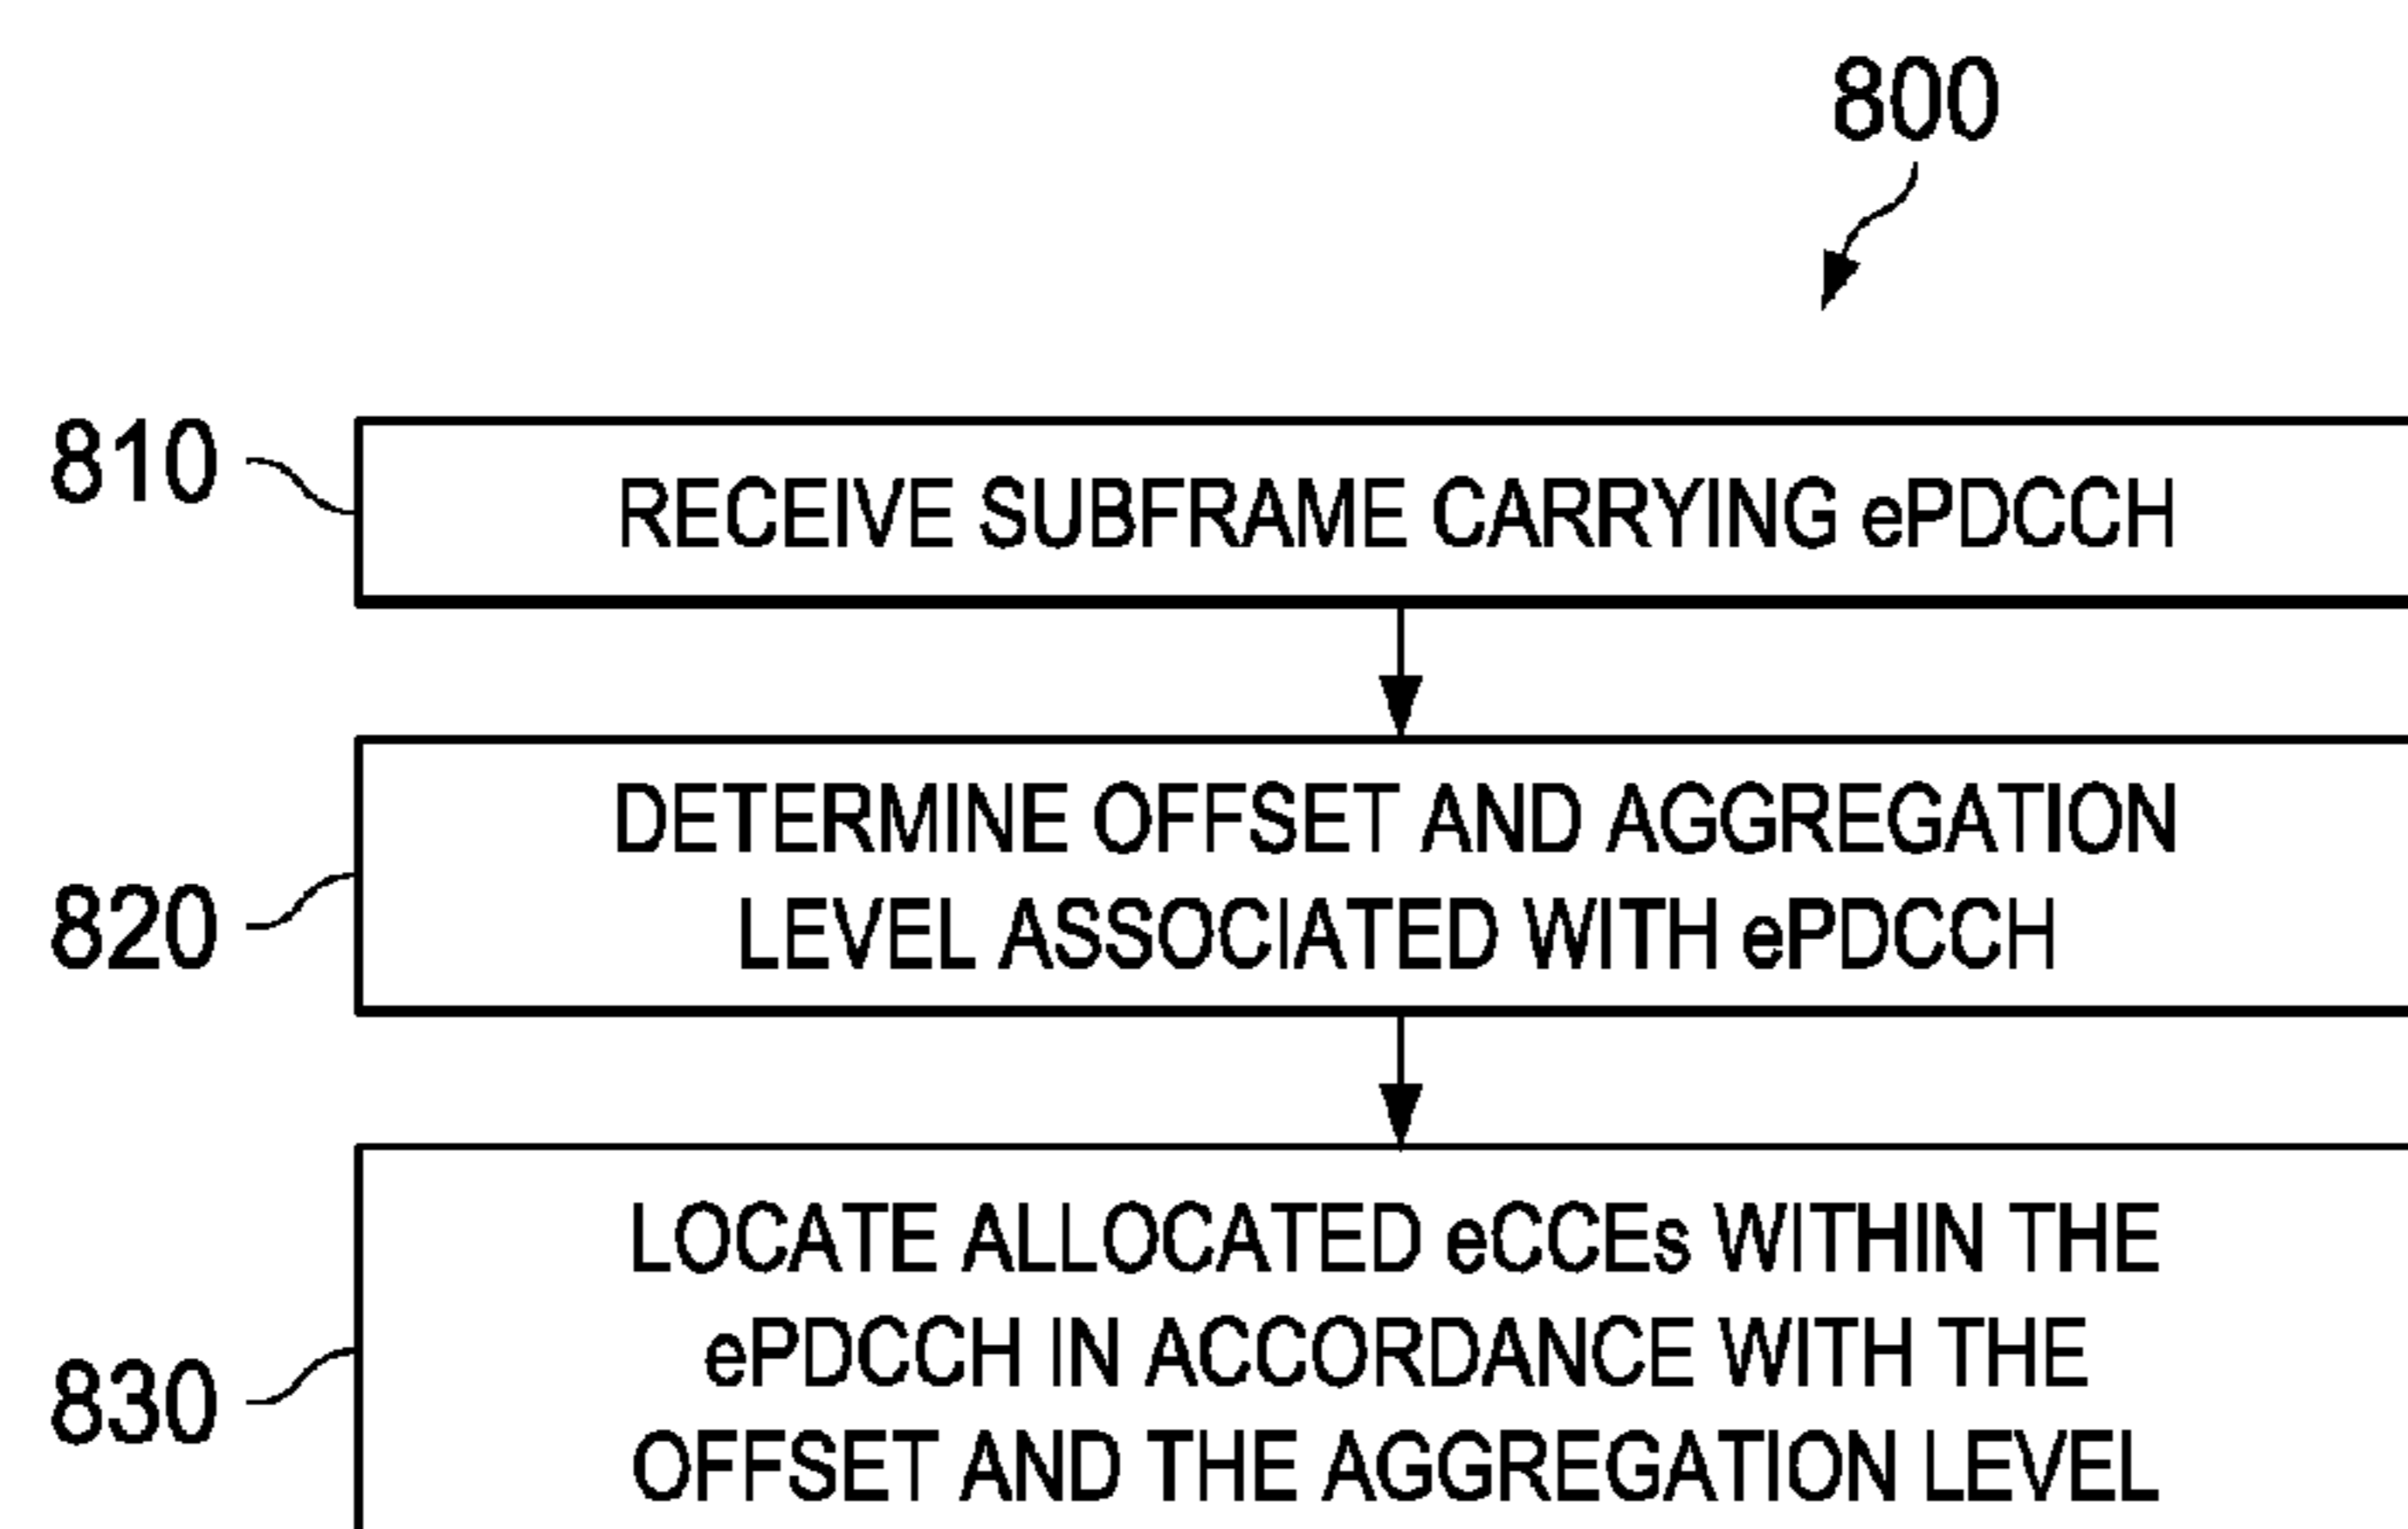 800
810
RECEIVE SUBFRAME CARRYING ePDCCH
820
DETERMINE OFFSET AND AGGREGATION
LEVEL ASSOCIATED WITH ePDCCH
830
LOCATE ALLOCATED eCCEs WITHIN THE
ePDCCH IN ACCORDANCE WITH THE
OFFSET AND THE AGGREGATION LEVEL